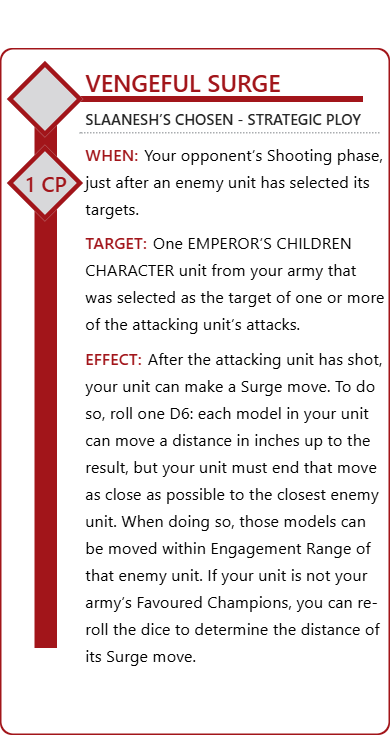 VENGEFUL SURGE
SLAANESH'S CHOSEN - STRATEGIC PLOY
1 CP
WHEN: Your opponent's Shooting phase,
just after an enemy unit has selected its
targets.
TARGET: One EMPEROR'S CHILDREN
CHARACTER unit from your army that
was selected as the target of one or more
of the attacking unit's attacks.
EFFECT: After the attacking unit has shot,
your unit can make a Surge move. To do
so, roll one D6: each model in your unit
can move a distance in inches up to the
result, but your unit must end that move
as close as possible to the closest enemy
unit. When doing so, those models can
be moved within Engagement Range of
that enemy unit. If your unit is not your
army's Favoured Champions, you can re-
roll the dice to determine the distance of
its Surge move.